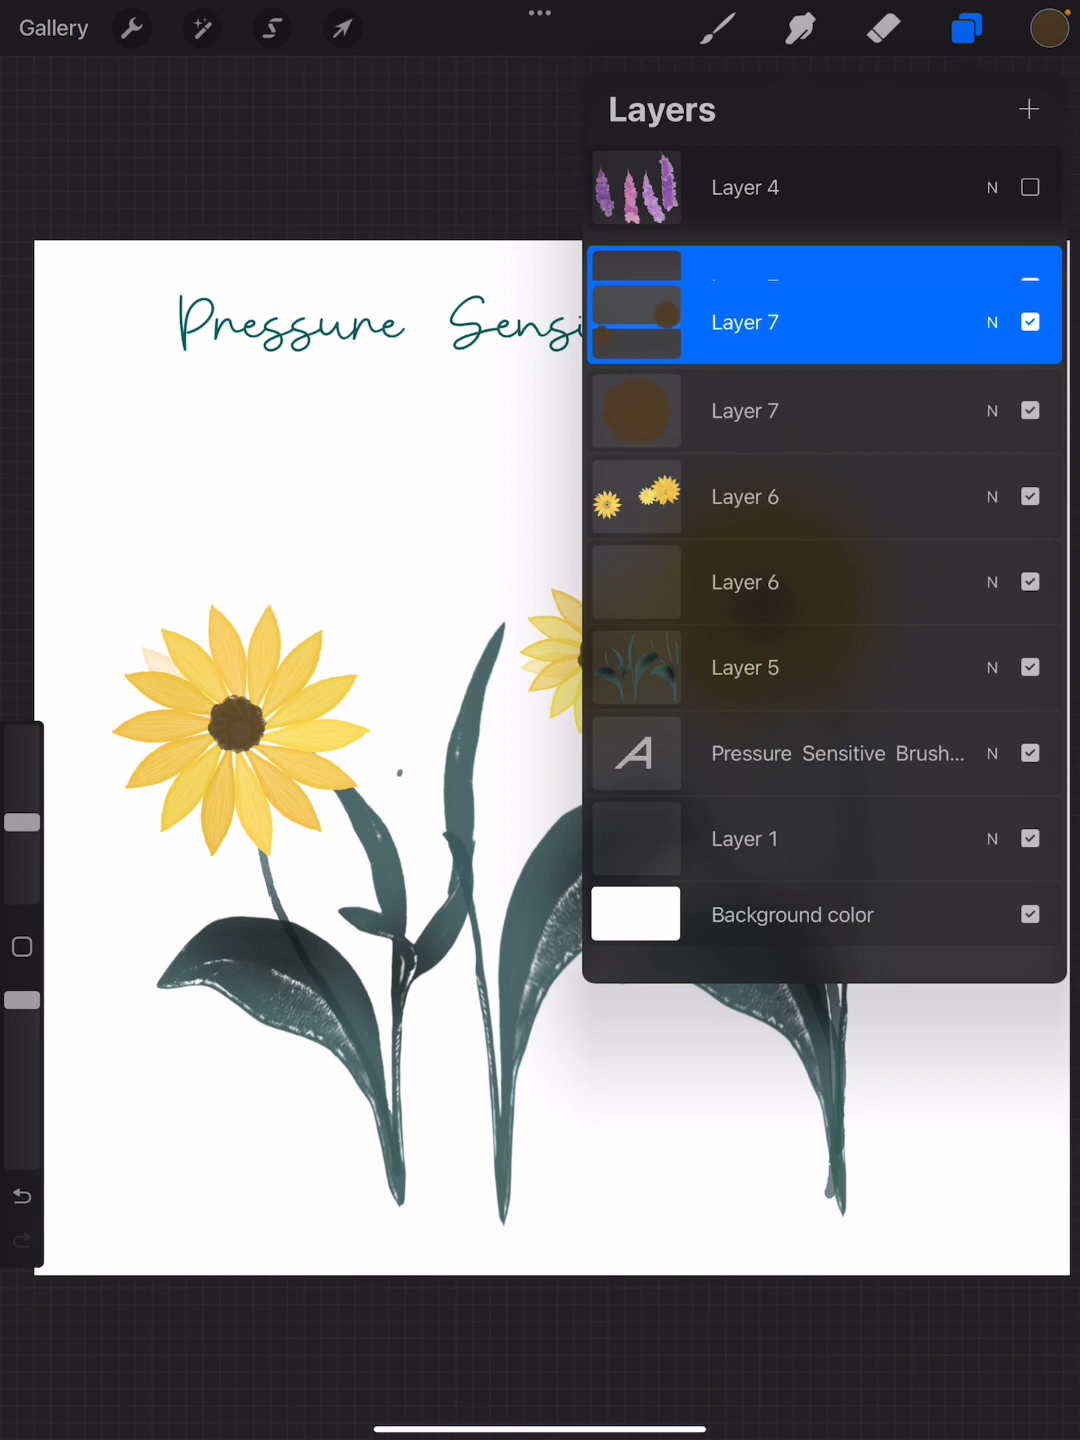 Gallery
Layers
Layer 4 N
Layer 7 N
Layer 7 N
Layer 6 N
Layer 6 N
Layer 5 N
A Pressure Sensitive Brush... N
Layer 1 N
Background color
Pressure Sensi